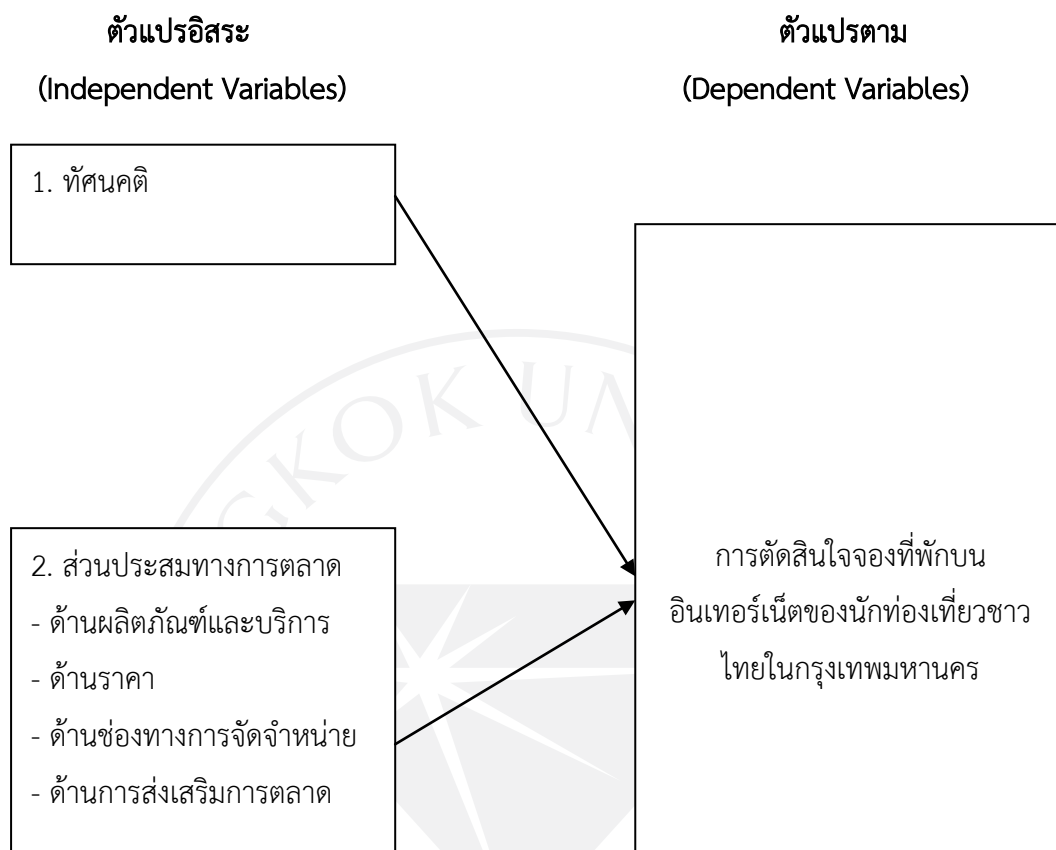 ตัวแปรอิสระ
(Independent Variables)
ตัวแปรตาม
(Dependent Variables)
1. ทัศนคติ
2. ส่วนประสมทางการตลาด
- ด้านผลิตภัณฑ์และบริการ
- ด้านราคา
- ด้านช่องทางการจัดจำหน่าย
- ด้านการส่งเสริมการตลาด
การตัดสินใจจองที่พักบน
อินเทอร์เน็ตของนักท่องเที่ยวชาว
ไทยในกรุงเทพมหานคร
GKOK UN